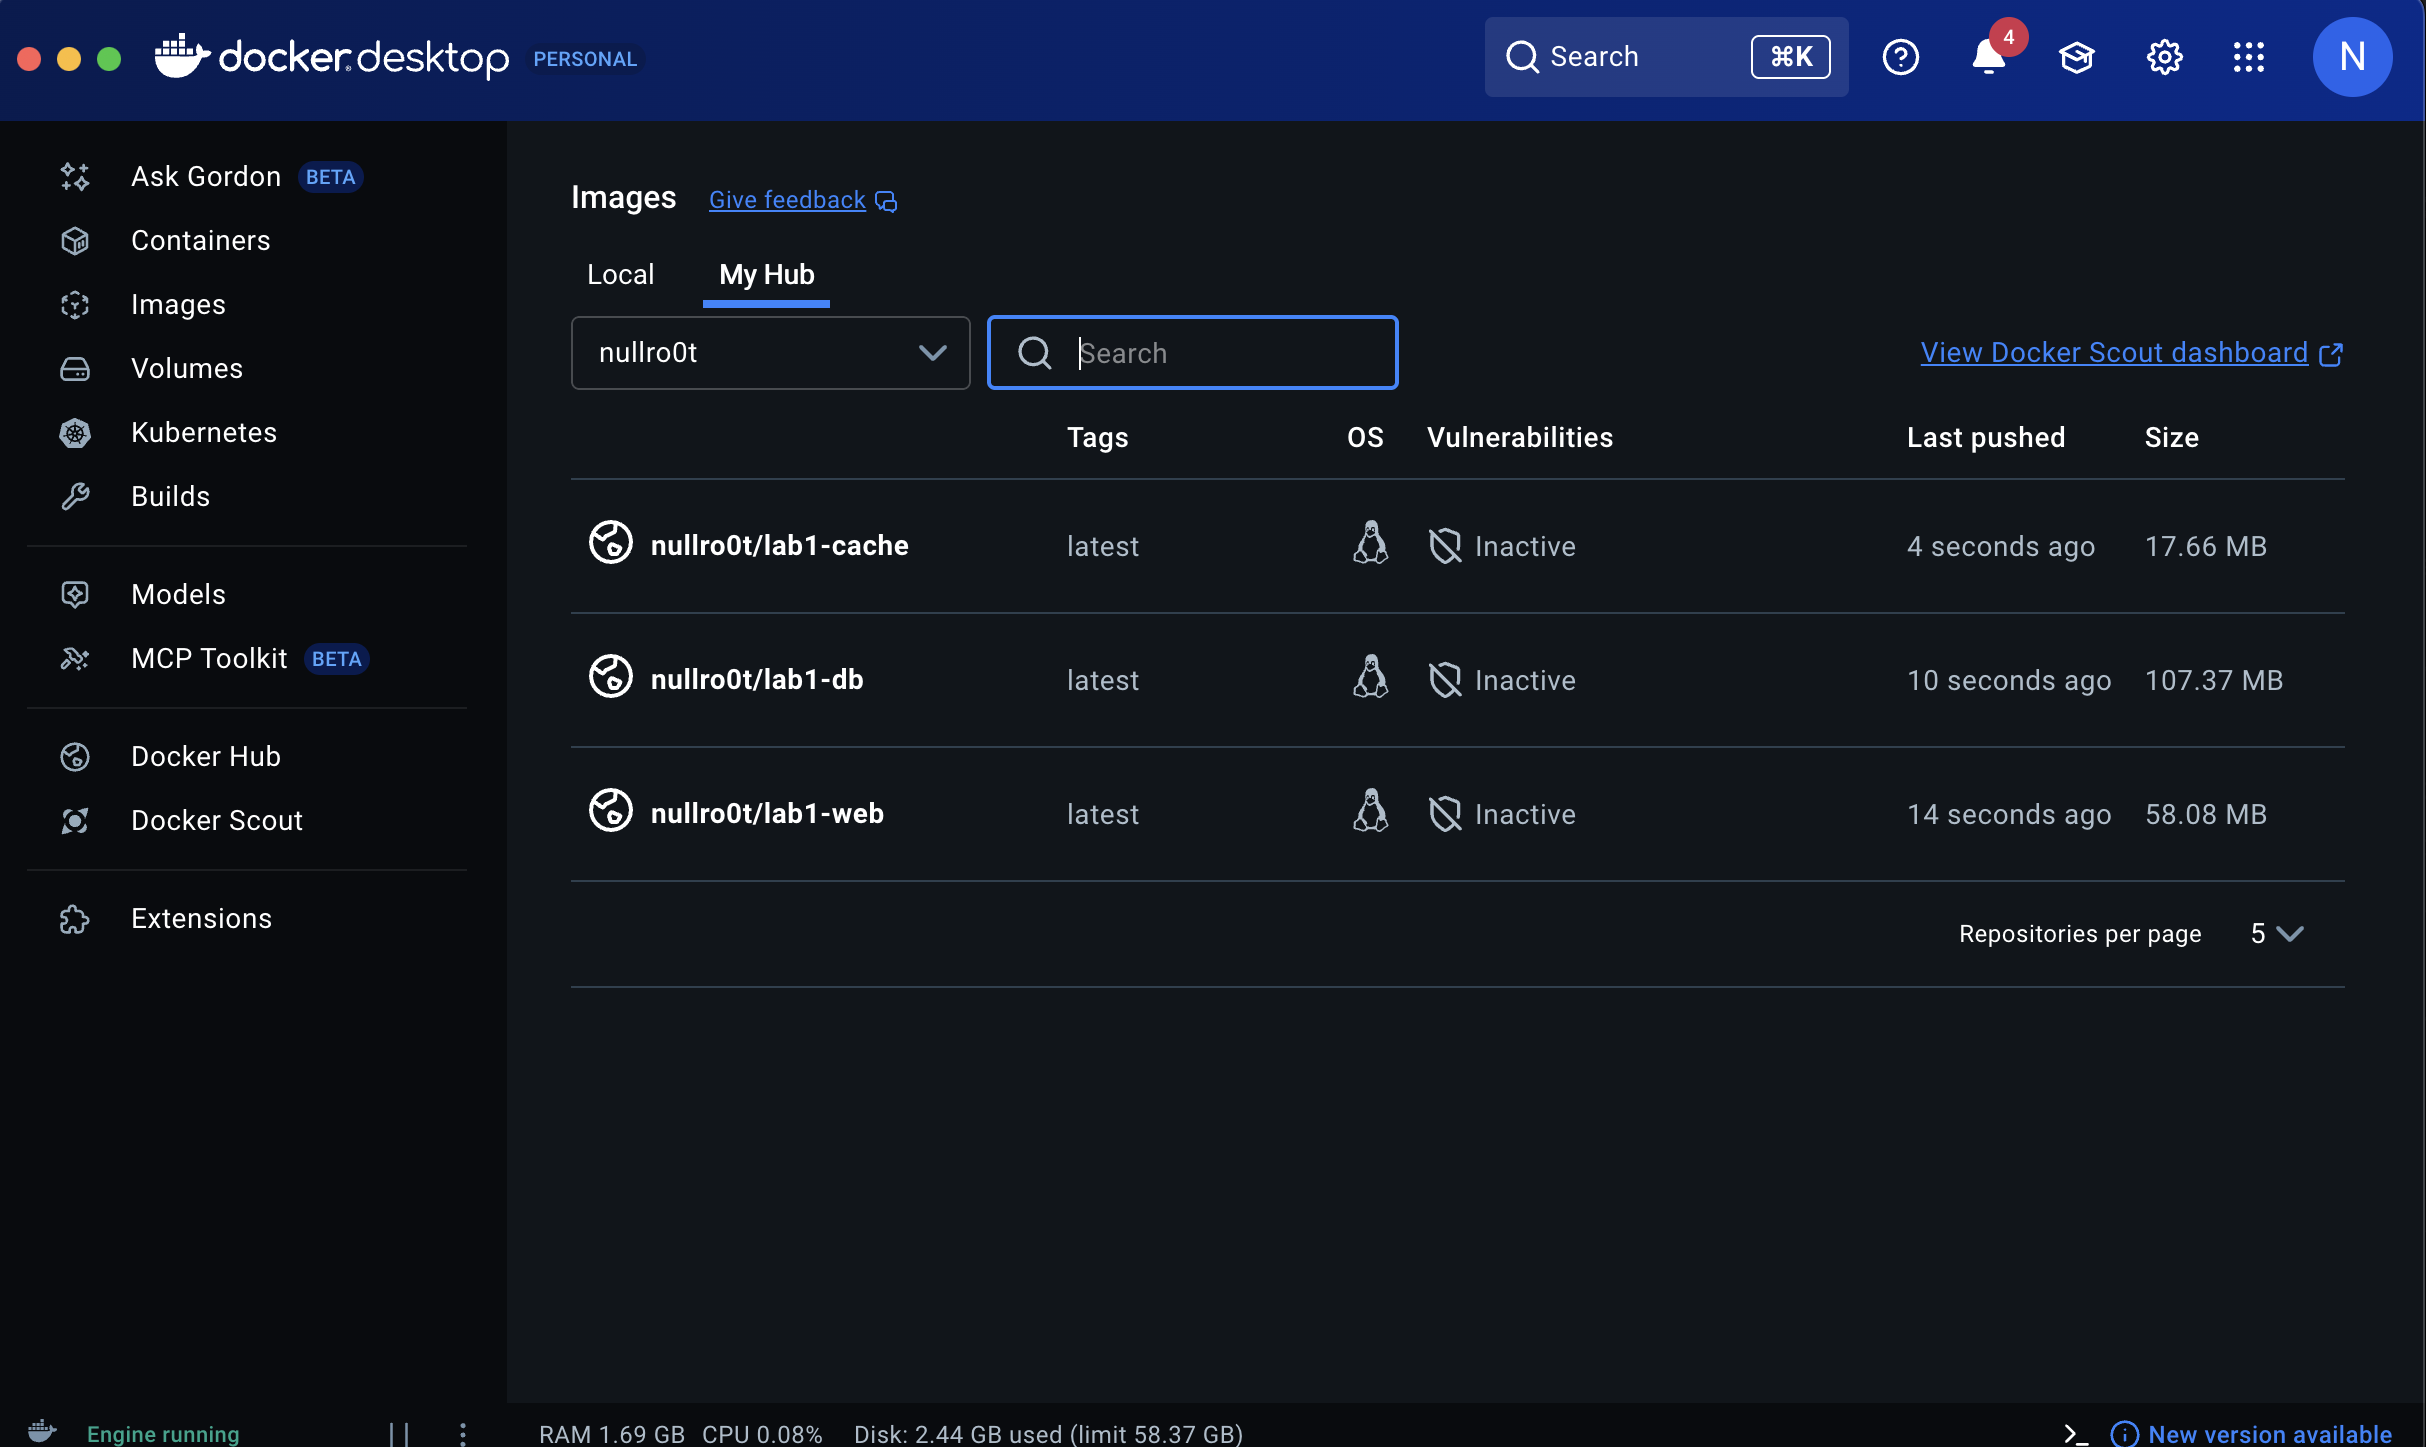 docker desktop PERSONAL
Search ⌘K
4
N
Ask Gordon BETA
Containers
Images
Volumes
Kubernetes
Builds
Models
MCP Toolkit BETA
Docker Hub
Docker Scout
Extensions
Images Give feedback
Local My Hub
nullro0t Search View Docker Scout dashboard
Tags OS Vulnerabilities Last pushed Size
nullro0t/lab1-cache latest Inactive 4 seconds ago 17.66 MB
nullro0t/lab1-db latest Inactive 10 seconds ago 107.37 MB
nullro0t/lab1-web latest Inactive 14 seconds ago 58.08 MB
Repositories per page 5
Engine running RAM 1.69 GB CPU 0.08% Disk: 2.44 GB used (limit 58.37 GB) New version available